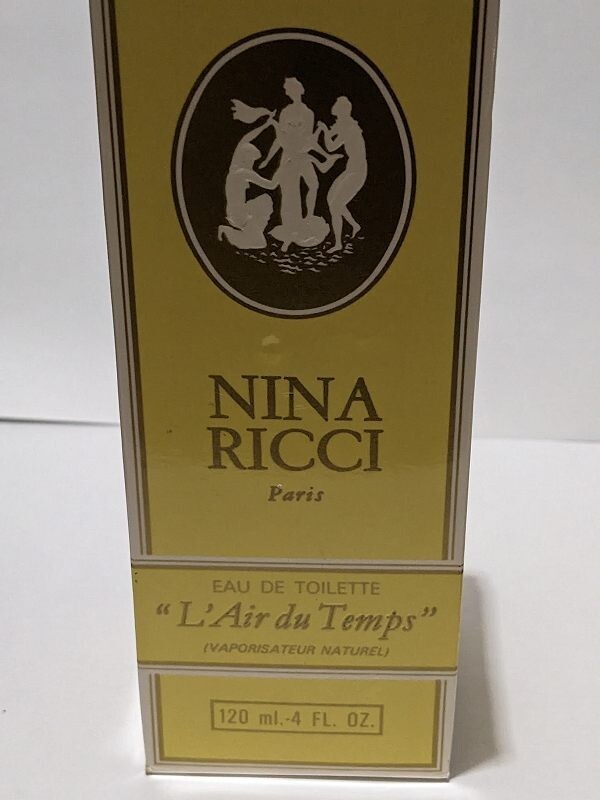 NINA
RICCI
Paris
EAU DE TOILETTE
“L'Air du Temps”
(VAPORISATEUR NATUREL)
120 ml.-4 FL. OZ.